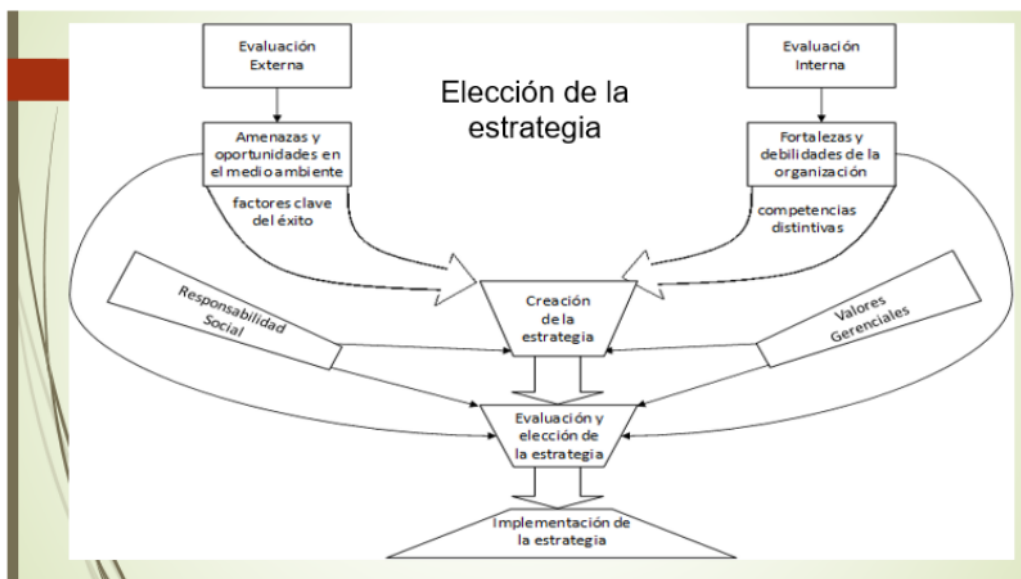 Evaluación
Externa
Evaluación
Interna
Elección de la
estrategia
Amenazas y
oportunidades en
el medio ambiente
Fortalezas y
debilidades de la
organización
factores clave
del éxito
competencias
distintivas
Responsabilidad
Social
Creación
de la
estrategia
Valores
Gerenciales
Evaluación y
elección de
la estrategia
Implementación de
la estrategia